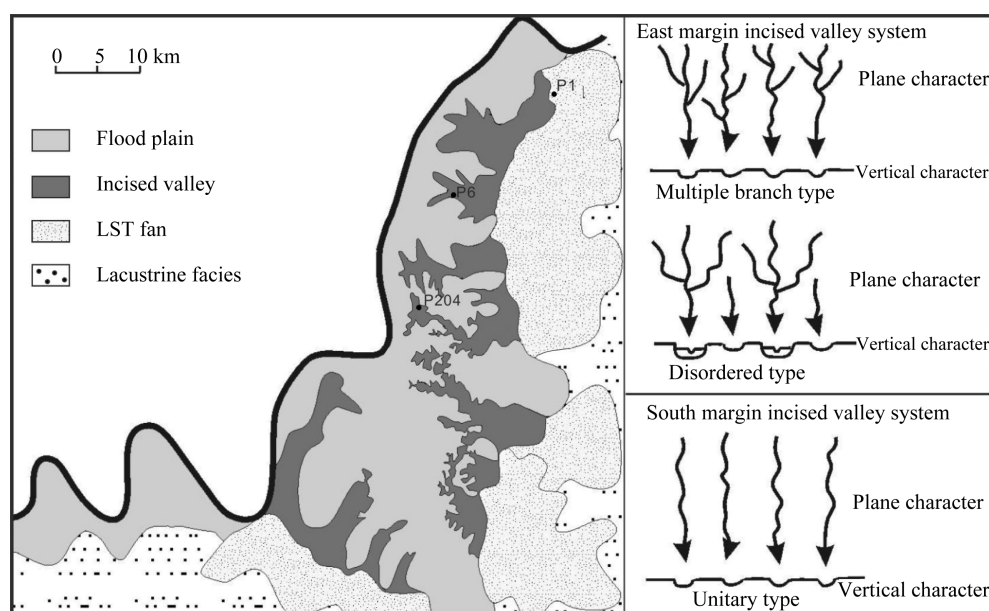 0 5 10 km
Flood plain
Incised valley
LST fan
Lacustrine facies
P1
P6
P204
East margin incised valley system
Plane character
Vertical character
Multiple branch type
Plane character
Vertical character
Disordered type
South margin incised valley system
Plane character
Vertical character
Unitary type